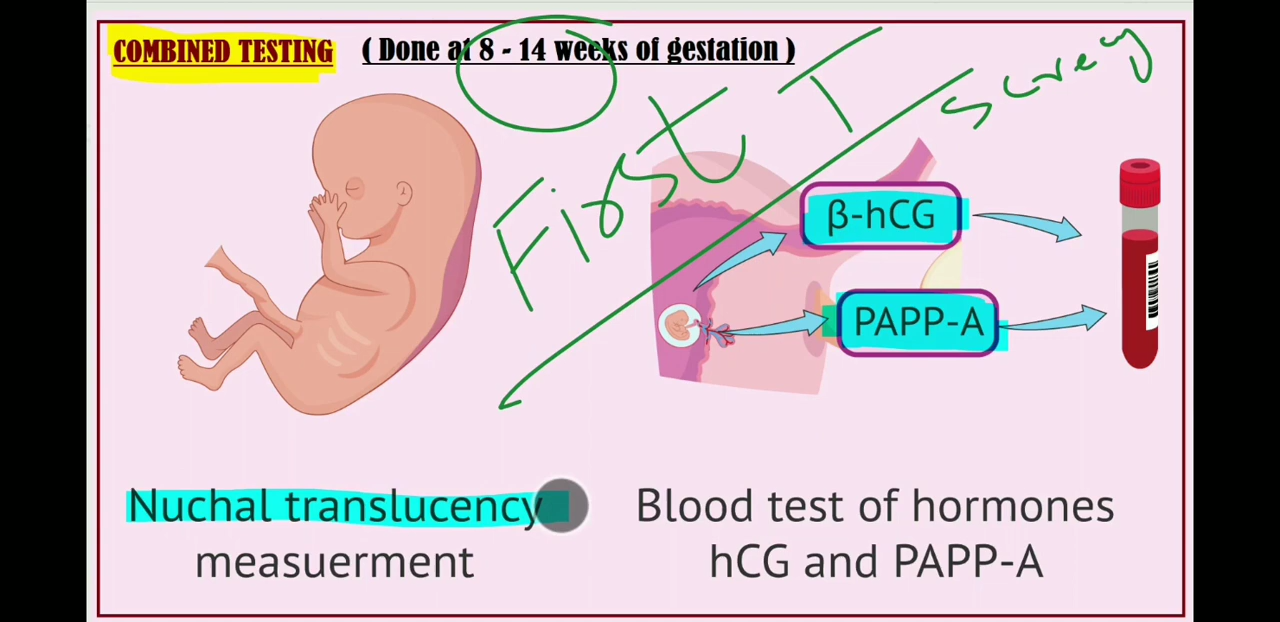 COMBINED TESTING ( Done at 8 - 14 weeks of gestation )
First T
β-hCG
PAPP-A
Nuchal translucency
measuerment
Blood test of hormones
hCG and PAPP-A